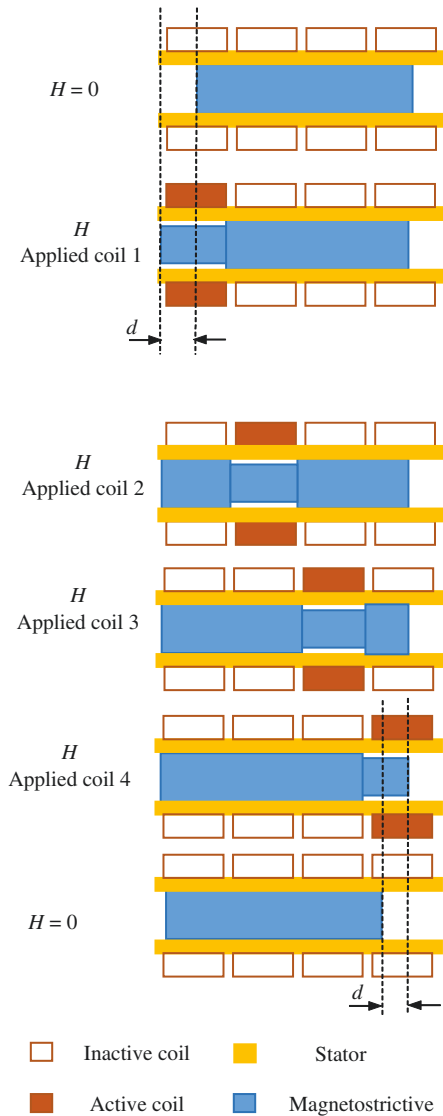 H = 0
H
Applied coil 1
d
H
Applied coil 2
H
Applied coil 3
H
Applied coil 4
H = 0
d
Inactive coil
Stator
Active coil
Magnetostrictive